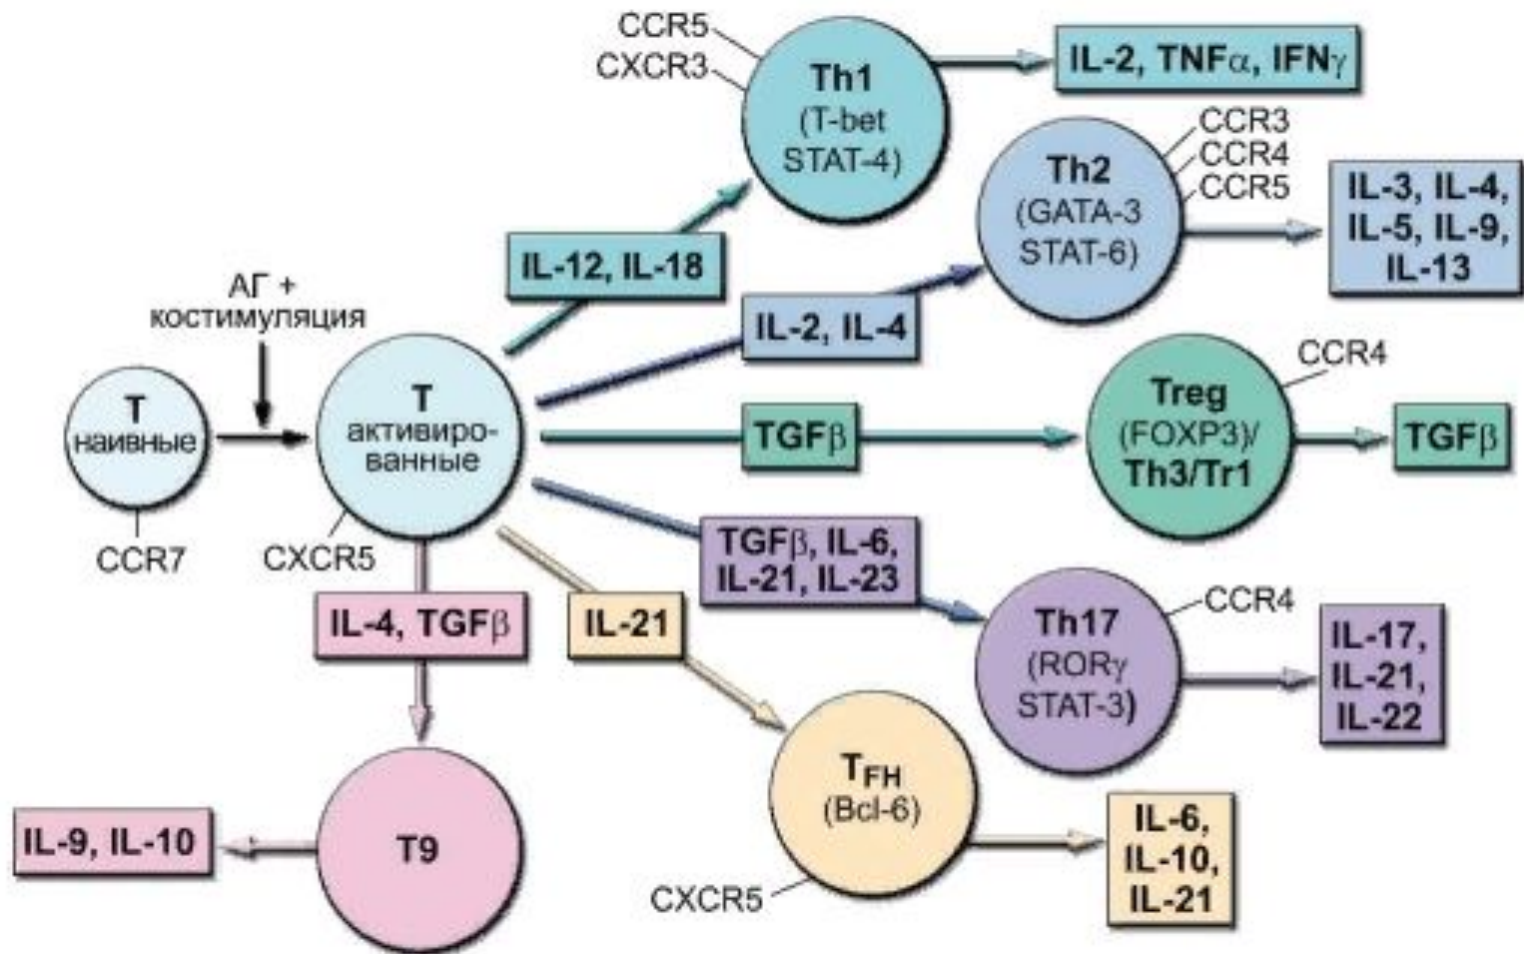 CCR5
CXCR3
Th1
(T-bet
STAT-4)
IL-2, TNFα, IFNγ
Th2
(GATA-3
STAT-6)
CCR3
CCR4
CCR5
IL-3, IL-4,
IL-5, IL-9,
IL-13
IL-12, IL-18
IL-2, IL-4
АГ +
костимуляция
Т
наивные
CCR7
Т
активиро-
ванные
CXCR5
TGFβ
Treg
(FOXP3)/
Th3/Tr1
CCR4
TGFβ
TGFβ, IL-6,
IL-21, IL-23
Th17
(RORγ
STAT-3)
CCR4
IL-17,
IL-21,
IL-22
IL-4, TGFβ
IL-21
TFH
(Bcl-6)
CXCR5
IL-6,
IL-10,
IL-21
T9
IL-9, IL-10